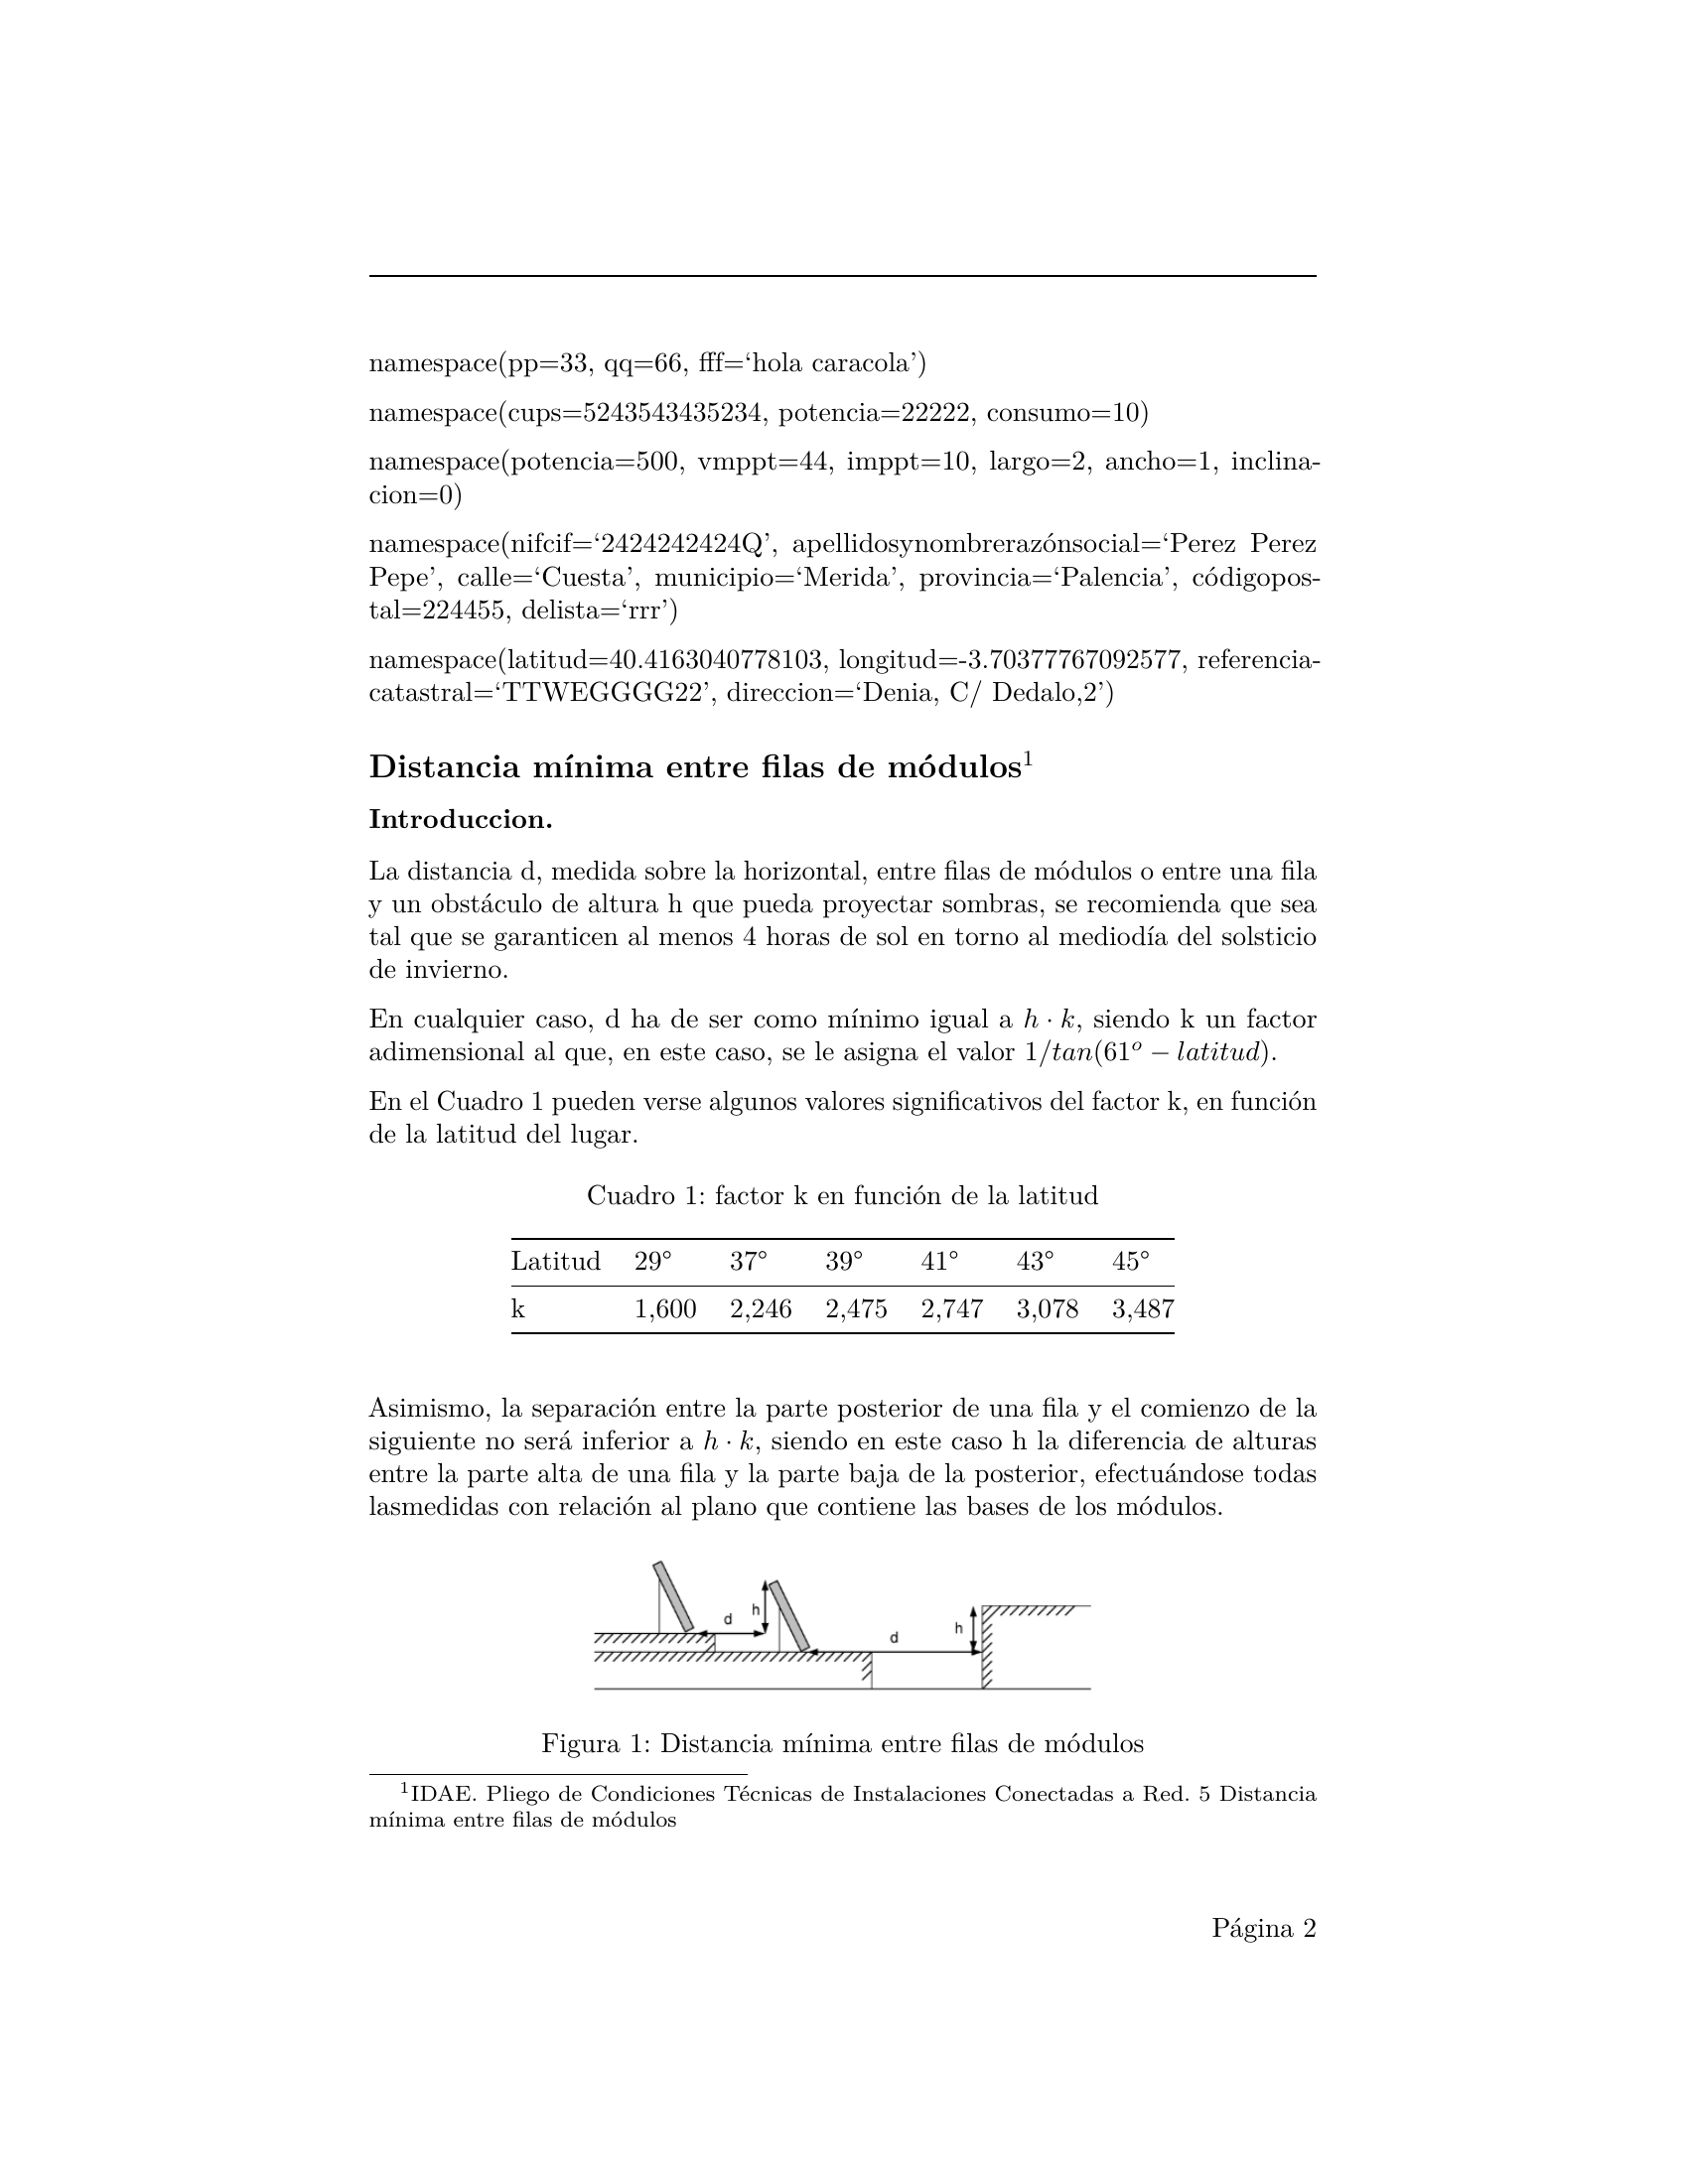 namespace(pp=33, qq=66, fff=‘hola caracola’)
namespace(cups=5243543435234, potencia=22222, consumo=10)
namespace(potencia=500, vmppt=44, imppt=10, largo=2, ancho=1, inclina-
cion=0)
namespace(nifcif=‘2424242424Q’, apellidosynombrerazónsocial=‘Perez Perez
Pepe’, calle=‘Cuesta’, municipio=‘Merida’, provincia=‘Palencia’, códigopos-
tal=224455, delista=‘rrr’)
namespace(latitud=40.4163040778103, longitud=-3.70377767092577, referencia-
catastral=‘TTWEGGGG22’, direccion=‘Denia, C/ Dedalo,2’)
Distancia mínima entre filas de módulos¹
Introduccion.
La distancia d, medida sobre la horizontal, entre filas de módulos o entre una fila
y un obstáculo de altura h que pueda proyectar sombras, se recomienda que sea
tal que se garanticen al menos 4 horas de sol en torno al mediodía del solsticio
de invierno.
En cualquier caso, d ha de ser como mínimo igual a h · k, siendo k un factor
adimensional al que, en este caso, se le asigna el valor 1/tan(61º − latitud).
En el Cuadro 1 pueden verse algunos valores significativos del factor k, en función
de la latitud del lugar.
Cuadro 1: factor k en función de la latitud
Latitud 29° 37° 39° 41° 43° 45°
k 1,600 2,246 2,475 2,747 3,078 3,487
Asimismo, la separación entre la parte posterior de una fila y el comienzo de la
siguiente no será inferior a h · k, siendo en este caso h la diferencia de alturas
entre la parte alta de una fila y la parte baja de la posterior, efectuándose todas
lasmedidas con relación al plano que contiene las bases de los módulos.
d h d h
Figura 1: Distancia mínima entre filas de módulos
¹IDAE. Pliego de Condiciones Técnicas de Instalaciones Conectadas a Red. 5 Distancia
mínima entre filas de módulos
Página 2